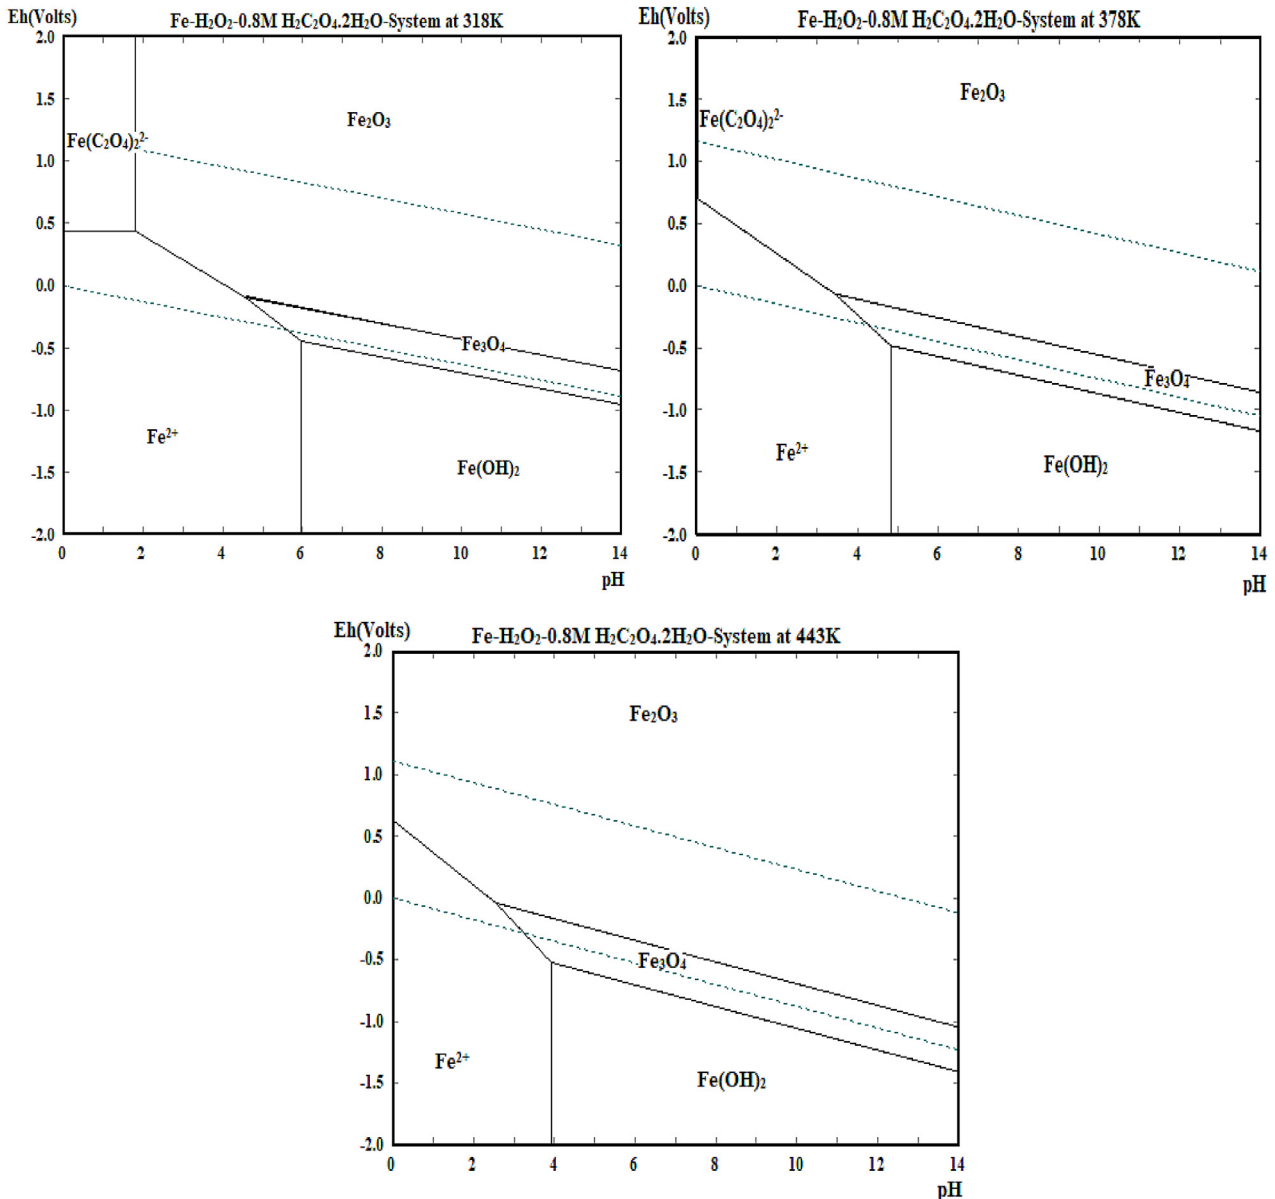 Eh(Volts)
Fe-H₂O₂-0.8M H₂C₂O₄.2H₂O-System at 318K
2.0
1.5
1.0
0.5
0.0
-0.5
-1.0
-1.5
-2.0
Fe₂O₃
Fe(C₂O₄)₂²⁻
Fe₃O₄
Fe²⁺
Fe(OH)₂
0 2 4 6 8 10 12 14
pH
Eh(Volts)
Fe-H₂O₂-0.8M H₂C₂O₄.2H₂O-System at 378K
2.0
1.5
1.0
0.5
0.0
-0.5
-1.0
-1.5
-2.0
Fe₂O₃
Fe(C₂O₄)₂²⁻
Fe₃O₄
Fe²⁺
Fe(OH)₂
0 2 4 6 8 10 12 14
pH
Eh(Volts)
Fe-H₂O₂-0.8M H₂C₂O₄.2H₂O-System at 443K
2.0
1.5
1.0
0.5
0.0
-0.5
-1.0
-1.5
-2.0
Fe₂O₃
Fe₃O₄
Fe²⁺
Fe(OH)₂
0 2 4 6 8 10 12 14
pH